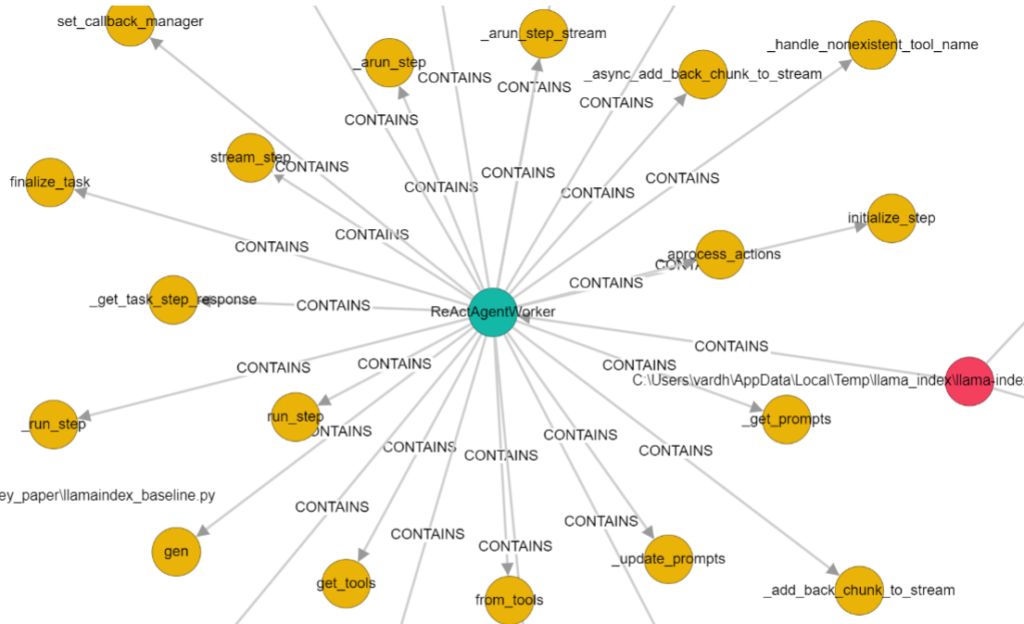 set_callback_manager
_arun_step_stream
_handle_nonexistent_tool_name
_arun_step
CONTAINS
_async_add_back_chunk_to_stream
CONTAINS
CONTAINS
CONTAINS
stream_step
CONTAINS
CONTAINS
CONTAINS
CONTAINS
CONTAINS
finalize_task
initialize_step
CONTAINS
CONTAINS
_aprocess_actions
CONTA
CONTAINS
_get_task_step_response
CONTAINS
ReActAgentWorker
CONTAINS
CONTAINS
CONTAINS
CONTAINS
C:\Users\vardh\AppData\Local\Temp\llama_index\llama-index
run_step
_get_prompts
_run_step
CONTAINS
CONTAINS
CONTAINS
CONTAINS
CONTAINS
ey_paper\llamaindex_baseline.py
CONTAINS
CONTAINS
CONTAINS
CONTAINS
gen
_update_prompts
get_tools
_add_back_chunk_to_stream
from_tools